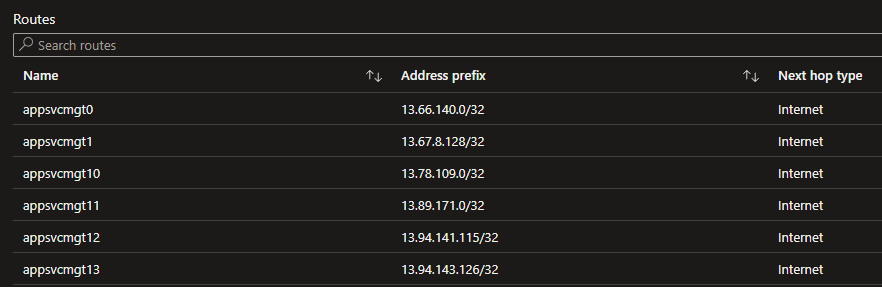 Routes
Search routes
Name Address prefix Next hop type
appsvcmgt0 13.66.140.0/32 Internet
appsvcmgt1 13.67.8.128/32 Internet
appsvcmgt10 13.78.109.0/32 Internet
appsvcmgt11 13.89.171.0/32 Internet
appsvcmgt12 13.94.141.115/32 Internet
appsvcmgt13 13.94.143.126/32 Internet